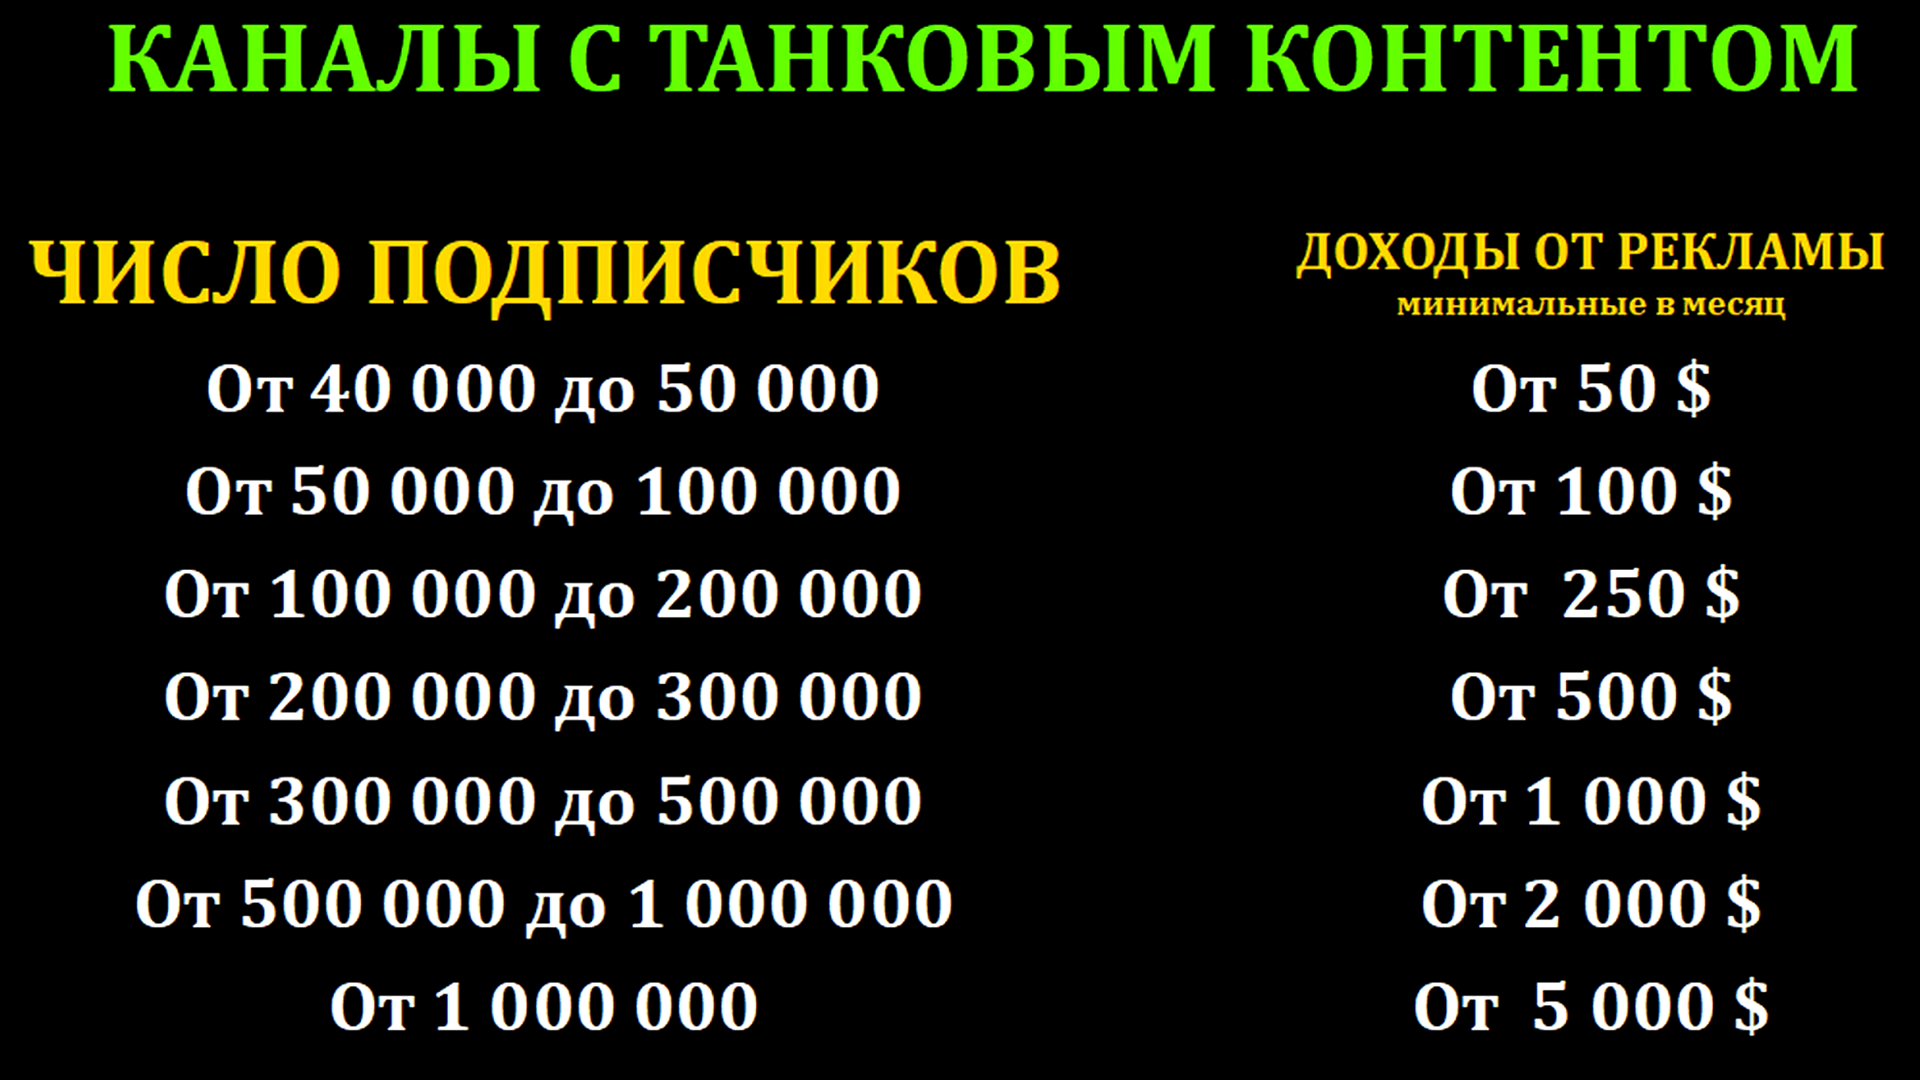 КАНАЛЫ С ТАНКОВЫМ КОНТЕНТОМ
ЧИСЛО ПОДПИСЧИКОВ
ДОХОДЫ ОТ РЕКЛАМЫ
минимальные в месяц
От 40 000 до 50 000
От 50 $
От 50 000 до 100 000
От 100 $
От 100 000 до 200 000
От 250 $
От 200 000 до 300 000
От 500 $
От 300 000 до 500 000
От 1 000 $
От 500 000 до 1 000 000
От 2 000 $
От 1 000 000
От 5 000 $